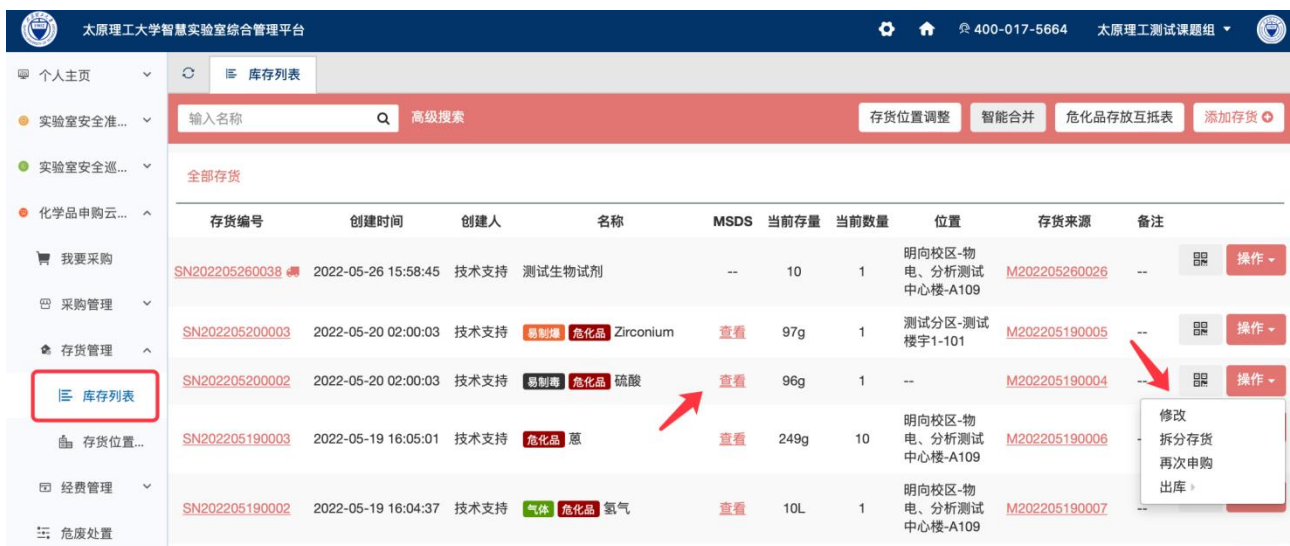 太原理工大学智慧实验室综合管理平台 400-017-5664 太原理工测试课题组
个人主页 库存列表
实验室安全准... 输入名称 高级搜索 存货位置调整 智能合并 危化品存放互抵表 添加存货
实验室安全巡...
全部存货
化学品申购云...
存货编号 创建时间 创建人 名称 MSDS 当前存量 当前数量 位置 存货来源 备注
我要采购
SN202205260038 2022-05-26 15:58:45 技术支持 测试生物试剂 -- 10 1 明向校区-物 M202205260026 -- 操作
电、分析测试
中心楼-A109
采购管理
SN202205200003 2022-05-20 02:00:03 技术支持 易制爆 危化品 Zirconium 查看 97g 1 测试分区-测试 M202205190005 -- 操作
楼宇1-101
存货管理
SN202205200002 2022-05-20 02:00:03 技术支持 易制毒 危化品 硫酸 查看 96g 1 -- M202205190004 -- 操作
库存列表
修改
拆分存货
再次申购
出库
SN202205190003 2022-05-19 16:05:01 技术支持 危化品 蒽 查看 249g 10 明向校区-物 M202205190006
电、分析测试
中心楼-A109
存货位置...
经费管理
SN202205190002 2022-05-19 16:04:37 技术支持 气体 危化品 氢气 查看 10L 1 明向校区-物 M202205190007 --
电、分析测试
中心楼-A109
危废处置